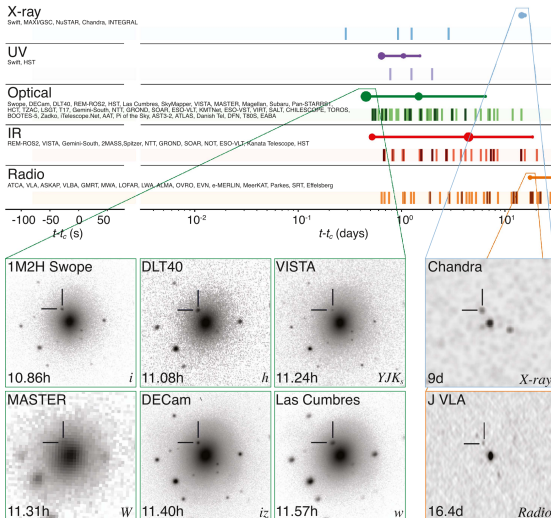 X-ray
Swift, MAXI/GSC, NuSTAR, Chandra, INTEGRAL
UV
Swift, HST
Optical
Swope, DECam, DLT40, REM-ROS2, HST, Las Cumbres, SkyMapper, VISTA, MASTER, Magellan, Subaru, Pan-STARRS1,
HCT, TZAC, LSGT, T17, Gemini-South, NTT, GROND, SOAR, ESO-VLT, KMTNet, ESO-VST, VIRT, SALT, CHILESCOPE, TOROS,
BOOTES-5, Zadko, iTelescope.Net, AAT, Pi of the Sky, AST3-2, ATLAS, Danish Tel, DFN, T80S, EABA
IR
REM-ROS2, VISTA, Gemini-South, 2MASS,Spitzer, NTT, GROND, SOAR, NOT, ESO-VLT, Kanata Telescope, HST
Radio
ATCA, VLA, ASKAP, VLBA, GMRT, MWA, LOFAR, LWA, ALMA, OVRO, EVN, e-MERLIN, MeerKAT, Parkes, SRT, Effelsberg
-100 -50 0 50 10⁻² 10⁻¹ 10⁰ 10¹
t-t_c (s) t-t_c (days)
1M2H Swope DLT40 VISTA Chandra
10.86h i 11.08h h 11.24h YJK_s 9d X-ray
MASTER DECam Las Cumbres J VLA
11.31h W 11.40h iz 11.57h w 16.4d Radio